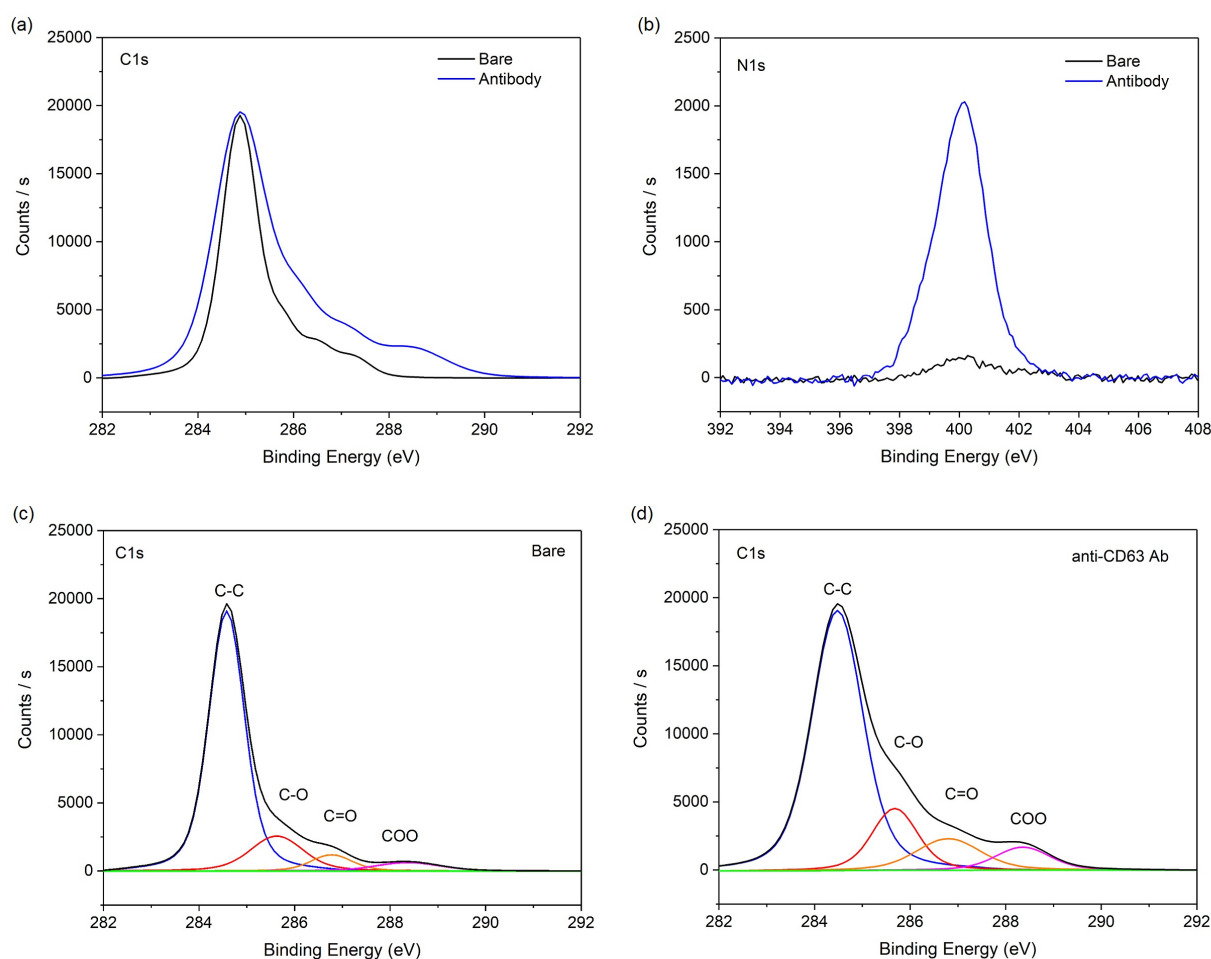 (a)
25000
20000
15000
10000
5000
0
Counts / s
C1s
Bare
Antibody
282 284 286 288 290 292
Binding Energy (eV)
(b)
2500
2000
1500
1000
500
0
Counts / s
N1s
Bare
Antibody
392 394 396 398 400 402 404 406 408
Binding Energy (eV)
(c)
25000
20000
15000
10000
5000
0
Counts / s
C1s
Bare
C-C
C-O
C=O
COO
282 284 286 288 290 292
Binding Energy (eV)
(d)
25000
20000
15000
10000
5000
0
Counts / s
C1s
anti-CD63 Ab
C-C
C-O
C=O
COO
282 284 286 288 290 292
Binding Energy (eV)